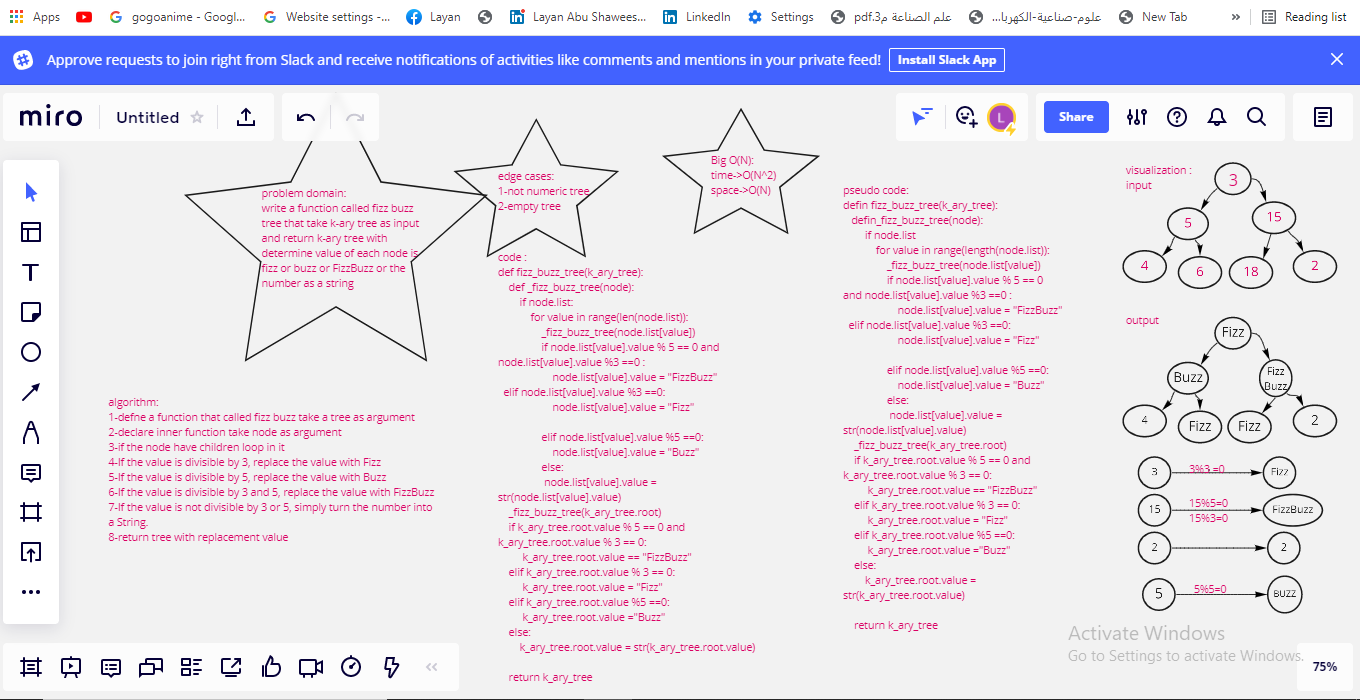 Apps
gogoanime - Googl...
Website settings -...
Layan
Layan Abu Shawees...
LinkedIn
Settings
علم الصناعة م3.pdf
علوم-صناعية-الكهربا...
New Tab
»
Reading list
Approve requests to join right from Slack and receive notifications of activities like comments and mentions in your private feed!
Install Slack App
miro
Untitled
L
Share
problem domain:
write a function called fizz buzz
tree that take k-ary tree as input
and return k-ary tree with
determine value of each node is
fizz or buzz or FizzBuzz or the
number as a string
edge cases:
1-not numeric tree
2-empty tree
Big O(N):
time->O(N^2)
space->O(N)
algorithm:
1-defne a function that called fizz buzz take a tree as argument
2-declare inner function take node as argument
3-if the node have children loop in it
4-If the value is divisible by 3, replace the value with Fizz
5-If the value is divisible by 5, replace the value with Buzz
6-If the value is divisible by 3 and 5, replace the value with FizzBuzz
7-If the value is not divisible by 3 or 5, simply turn the number into
a String.
8-return tree with replacement value
code :
def fizz_buzz_tree(k_ary_tree):
def _fizz_buzz_tree(node):
if node.list:
for value in range(len(node.list)):
_fizz_buzz_tree(node.list[value])
if node.list[value].value % 5 == 0 and
node.list[value].value %3 ==0 :
node.list[value].value = "FizzBuzz"
elif node.list[value].value %3 ==0:
node.list[value].value = "Fizz"
elif node.list[value].value %5 ==0:
node.list[value].value = "Buzz"
else:
node.list[value].value =
str(node.list[value].value)
_fizz_buzz_tree(k_ary_tree.root)
if k_ary_tree.root.value % 5 == 0 and
k_ary_tree.root.value % 3 == 0:
k_ary_tree.root.value == "FizzBuzz"
elif k_ary_tree.root.value % 3 == 0:
k_ary_tree.root.value = "Fizz"
elif k_ary_tree.root.value %5 ==0:
k_ary_tree.root.value ="Buzz"
else:
k_ary_tree.root.value = str(k_ary_tree.root.value)
return k_ary_tree
pseudo code:
defin fizz_buzz_tree(k_ary_tree):
defin_fizz_buzz_tree(node):
if node.list
for value in range(length(node.list)):
_fizz_buzz_tree(node.list[value])
if node.list[value].value % 5 == 0
and node.list[value].value %3 ==0 :
node.list[value].value = "FizzBuzz"
elif node.list[value].value %3 ==0:
node.list[value].value = "Fizz"
elif node.list[value].value %5 ==0:
node.list[value].value = "Buzz"
else:
node.list[value].value =
str(node.list[value].value)
_fizz_buzz_tree(k_ary_tree.root)
if k_ary_tree.root.value % 5 == 0 and
k_ary_tree.root.value % 3 == 0:
k_ary_tree.root.value == "FizzBuzz"
elif k_ary_tree.root.value % 3 == 0:
k_ary_tree.root.value = "Fizz"
elif k_ary_tree.root.value %5 ==0:
k_ary_tree.root.value ="Buzz"
else:
k_ary_tree.root.value =
str(k_ary_tree.root.value)
return k_ary_tree
visualization :
input
3
5
15
4
6
18
2
output
Fizz
Buzz
Fizz
Buzz
4
Fizz
Fizz
2
3
3%3 =0
Fizz
15
15%5=0
15%3=0
FizzBuzz
2
2
5
5%5=0
BUZZ
Activate Windows
Go to Settings to activate Windows.
75%